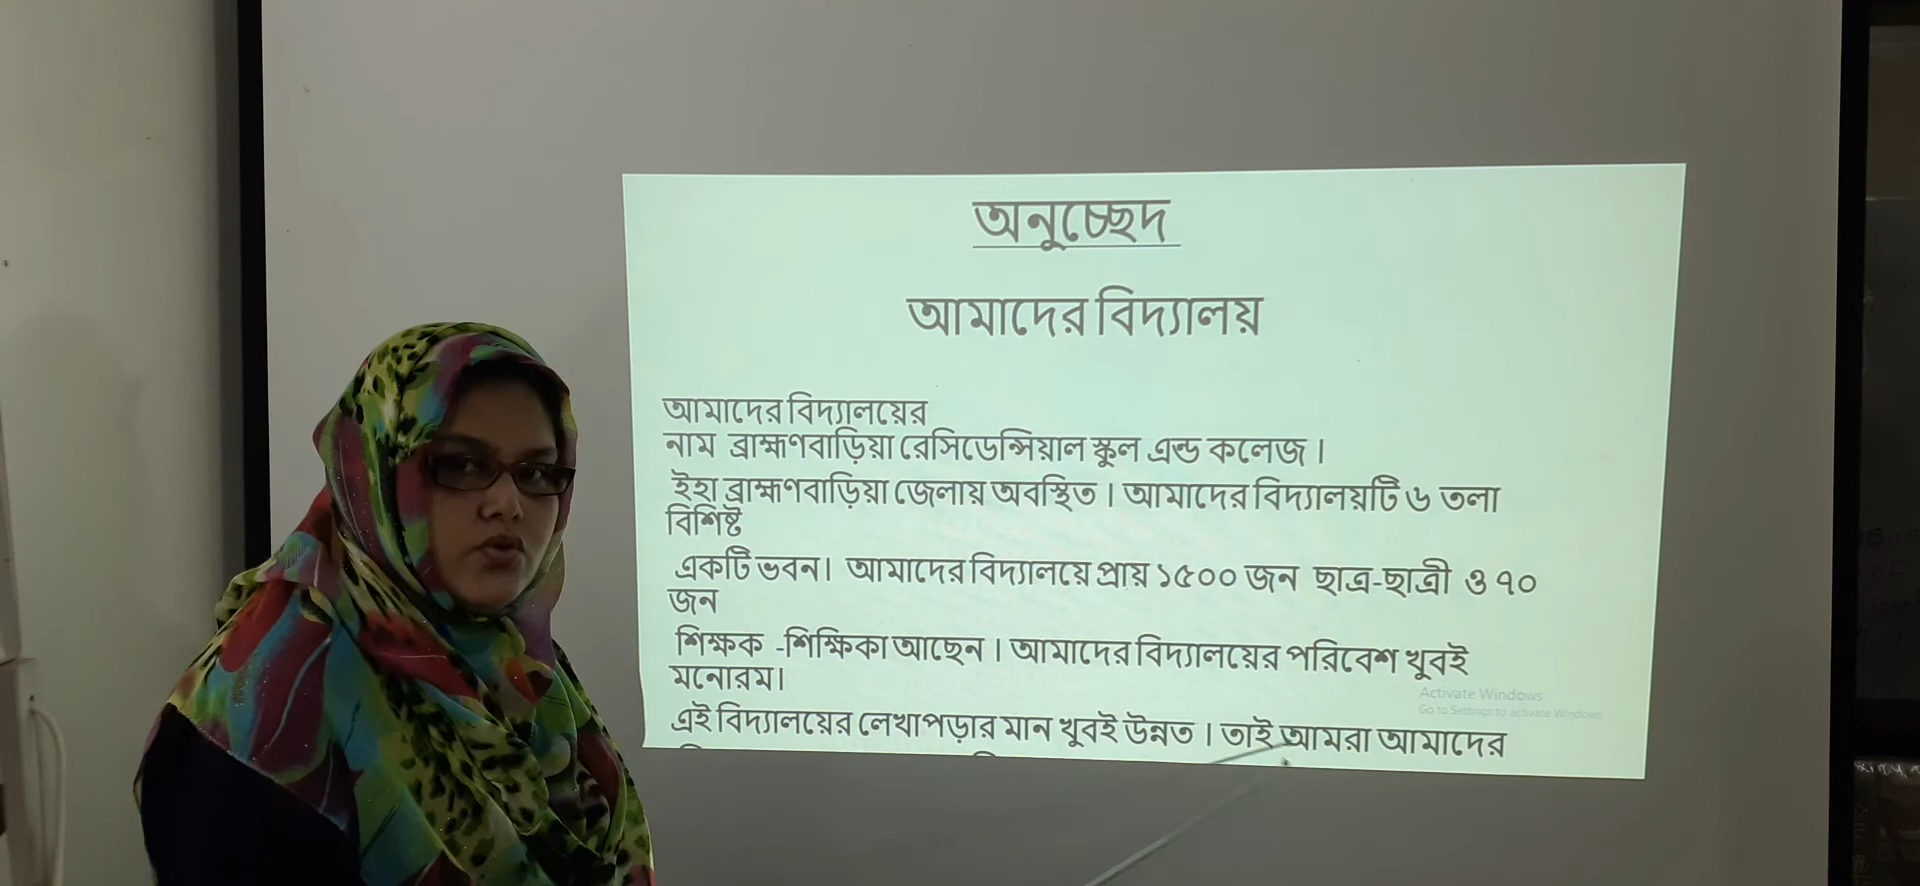 অনুচ্ছেদ
আমাদের বিদ্যালয়
আমাদের বিদ্যালয়ের
নাম ব্রাহ্মণবাড়িয়া রেসিডেন্সিয়াল স্কুল এন্ড কলেজ।
ইহা ব্রাহ্মণবাড়িয়া জেলায় অবস্থিত। আমাদের বিদ্যালয়টি ৬ তলা
বিশিষ্ট
একটি ভবন। আমাদের বিদ্যালয়ে প্রায় ১৫০০ জন ছাত্র-ছাত্রী ও ৭০
জন
শিক্ষক -শিক্ষিকা আছেন। আমাদের বিদ্যালয়ের পরিবেশ খুবই
মনোরম।
Activate Windows
Go to Settings to activate Windows.
এই বিদ্যালয়ের লেখাপড়ার মান খুবই উন্নত। তাই আমরা আমাদের